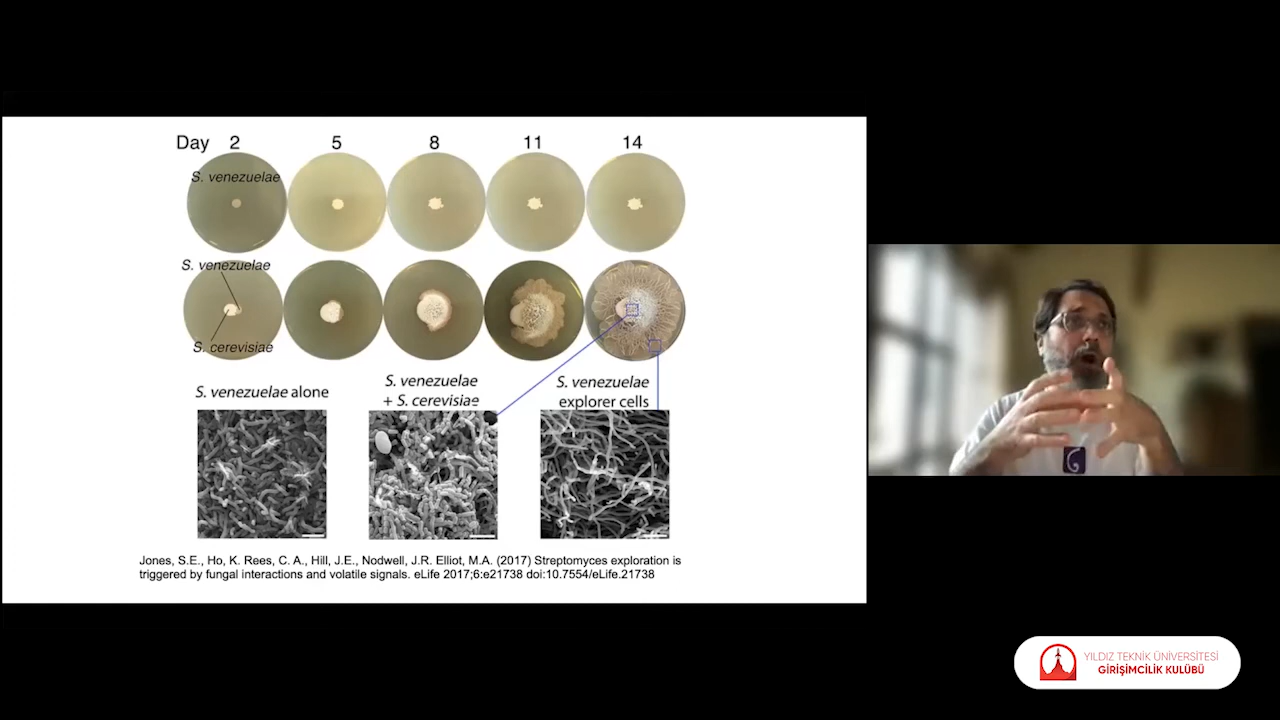 Day 2 5 8 11 14
S. venezuelae
S. venezuelae
S. cerevisiae
S. venezuelae alone
S. venezuelae
+ S. cerevisiae
S. venezuelae
explorer cells
Jones, S.E., Ho, K. Rees, C. A., Hill, J.E., Nodwell, J.R. Elliot, M.A. (2017) Streptomyces exploration is
triggered by fungal interactions and volatile signals. eLife 2017;6:e21738 doi:10.7554/eLife.21738
YILDIZ TEKNİK ÜNİVERSİTESİ
GİRİŞİMCİLİK KULÜBÜ